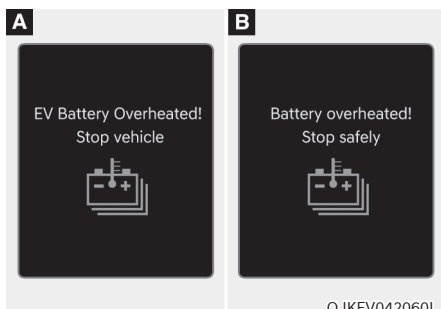 A
EV Battery Overheated!
Stop vehicle
B
Battery overheated!
Stop safely